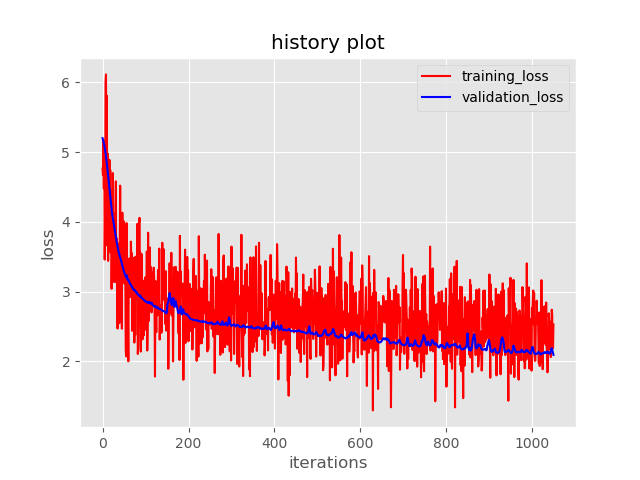 history plot
training_loss
validation_loss
6
5
4
3
2
loss
0 200 400 600 800 1000
iterations